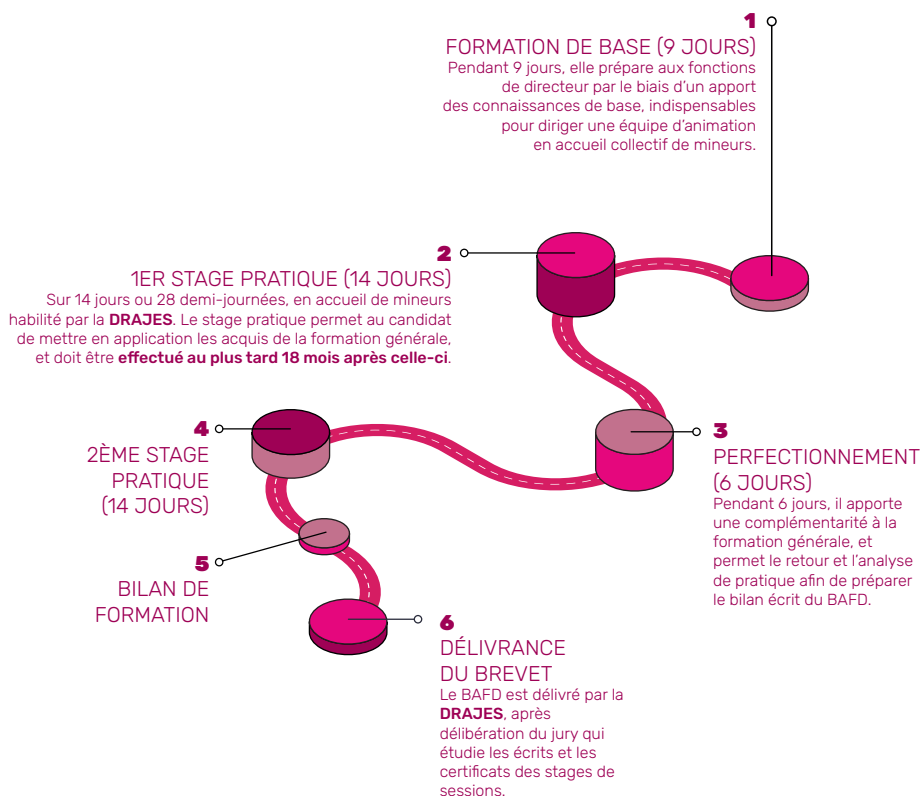 1
FORMATION DE BASE (9 JOURS)
Pendant 9 jours, elle prépare aux fonctions
de directeur par le biais d'un apport
des connaissances de base, indispensables
pour diriger une équipe d'animation
en accueil collectif de mineurs.
2
1ER STAGE PRATIQUE (14 JOURS)
Sur 14 jours ou 28 demi-journées, en accueil de mineurs
habilité par la DRAJES. Le stage pratique permet au candidat
de mettre en application les acquis de la formation générale,
et doit être effectué au plus tard 18 mois après celle-ci.
3
PERFECTIONNEMENT
(6 JOURS)
Pendant 6 jours, il apporte
une complémentarité à la
formation générale, et
permet le retour et l'analyse
de pratique afin de préparer
le bilan écrit du BAFD.
4
2ÈME STAGE
PRATIQUE
(14 JOURS)
5
BILAN DE
FORMATION
6
DÉLIVRANCE
DU BREVET
Le BAFD est délivré par la
DRAJES, après
délibération du jury qui
étudie les écrits et les
certificats des stages de
sessions.